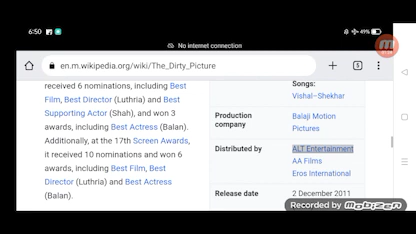 6:50
49%
No internet connection
en.m.wikipedia.org/wiki/The_Dirty_Picture
5
received 6 nominations, including Best
Film, Best Director (Luthria) and Best
Supporting Actor (Shah), and won 3
awards, including Best Actress (Balan).
Additionally, at the 17th Screen Awards,
it received 10 nominations and won 6
awards, including Best Film, Best
Director (Luthria) and Best Actress
(Balan).
Songs:
Vishal-Shekhar
Production
company
Balaji Motion
Pictures
Distributed by
ALT Entertainment
AA Films
Eros International
Release date
2 December 2011
Recorded by MOBIZEN